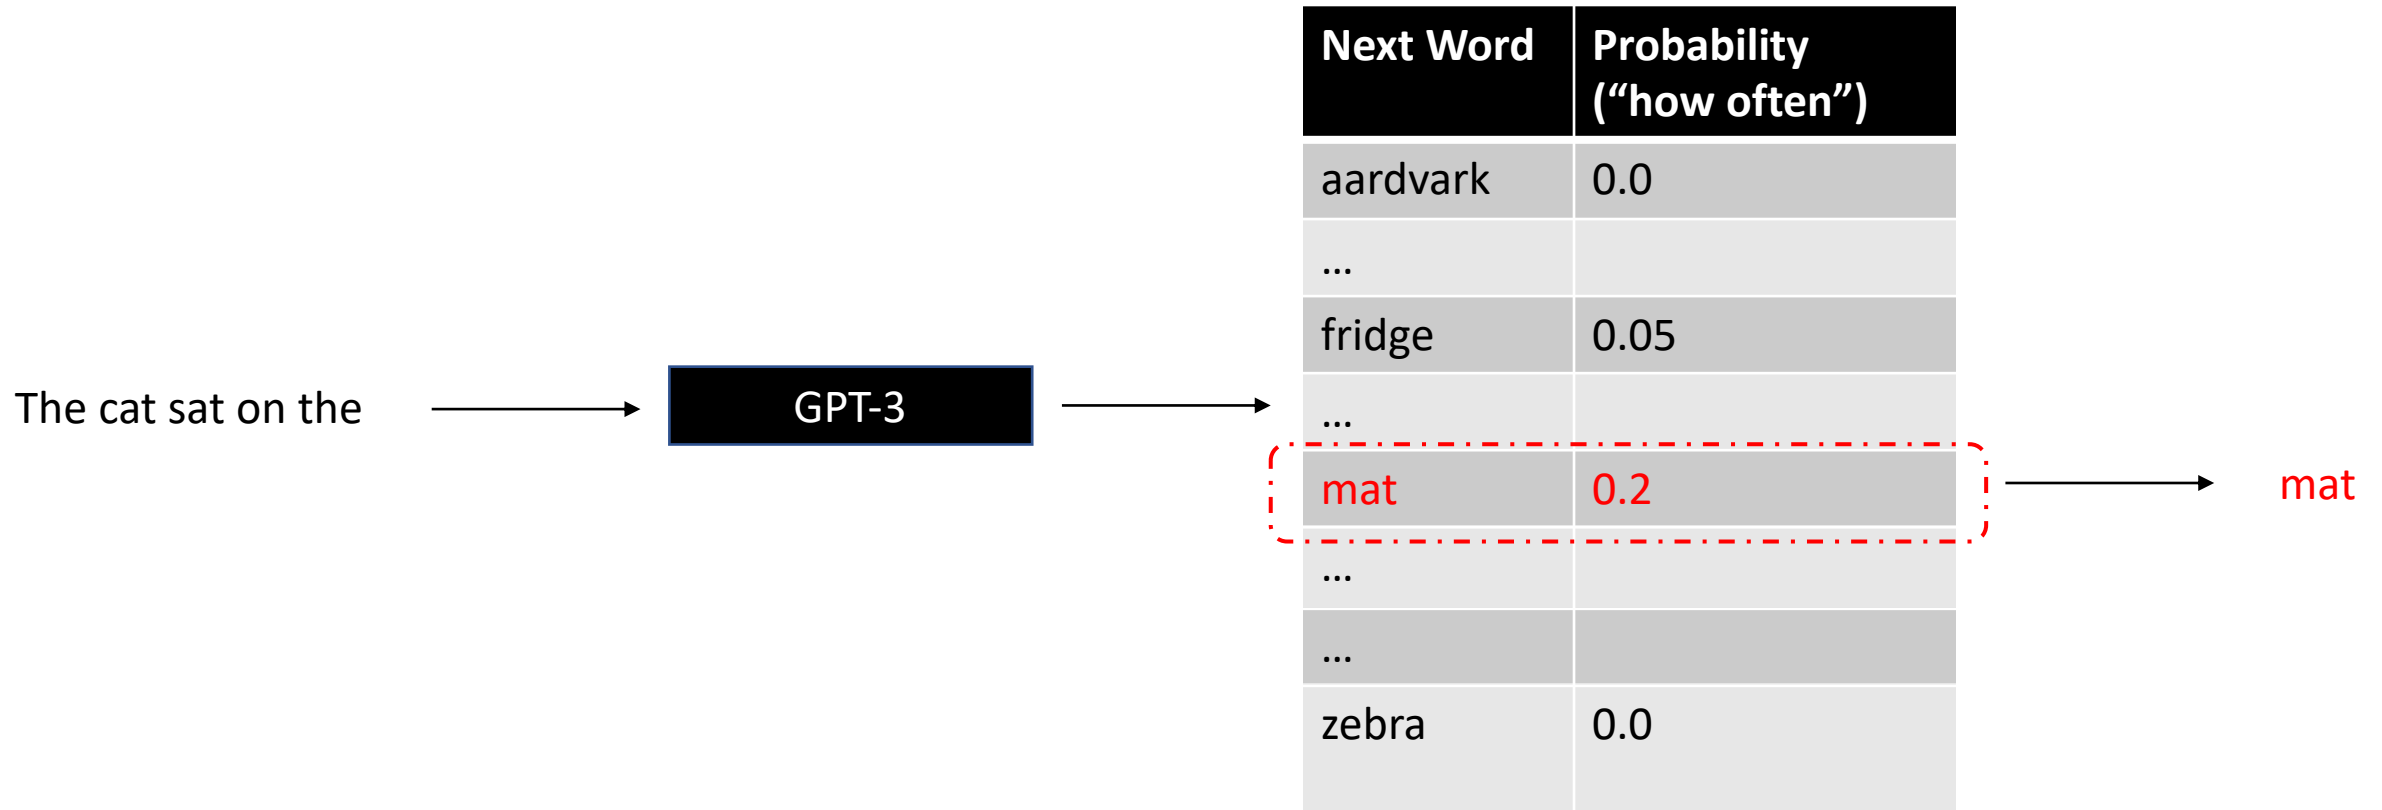 The cat sat on the
GPT-3
Next Word Probability
(“how often”)
aardvark 0.0
...
fridge 0.05
...
mat 0.2
...
...
zebra 0.0
mat